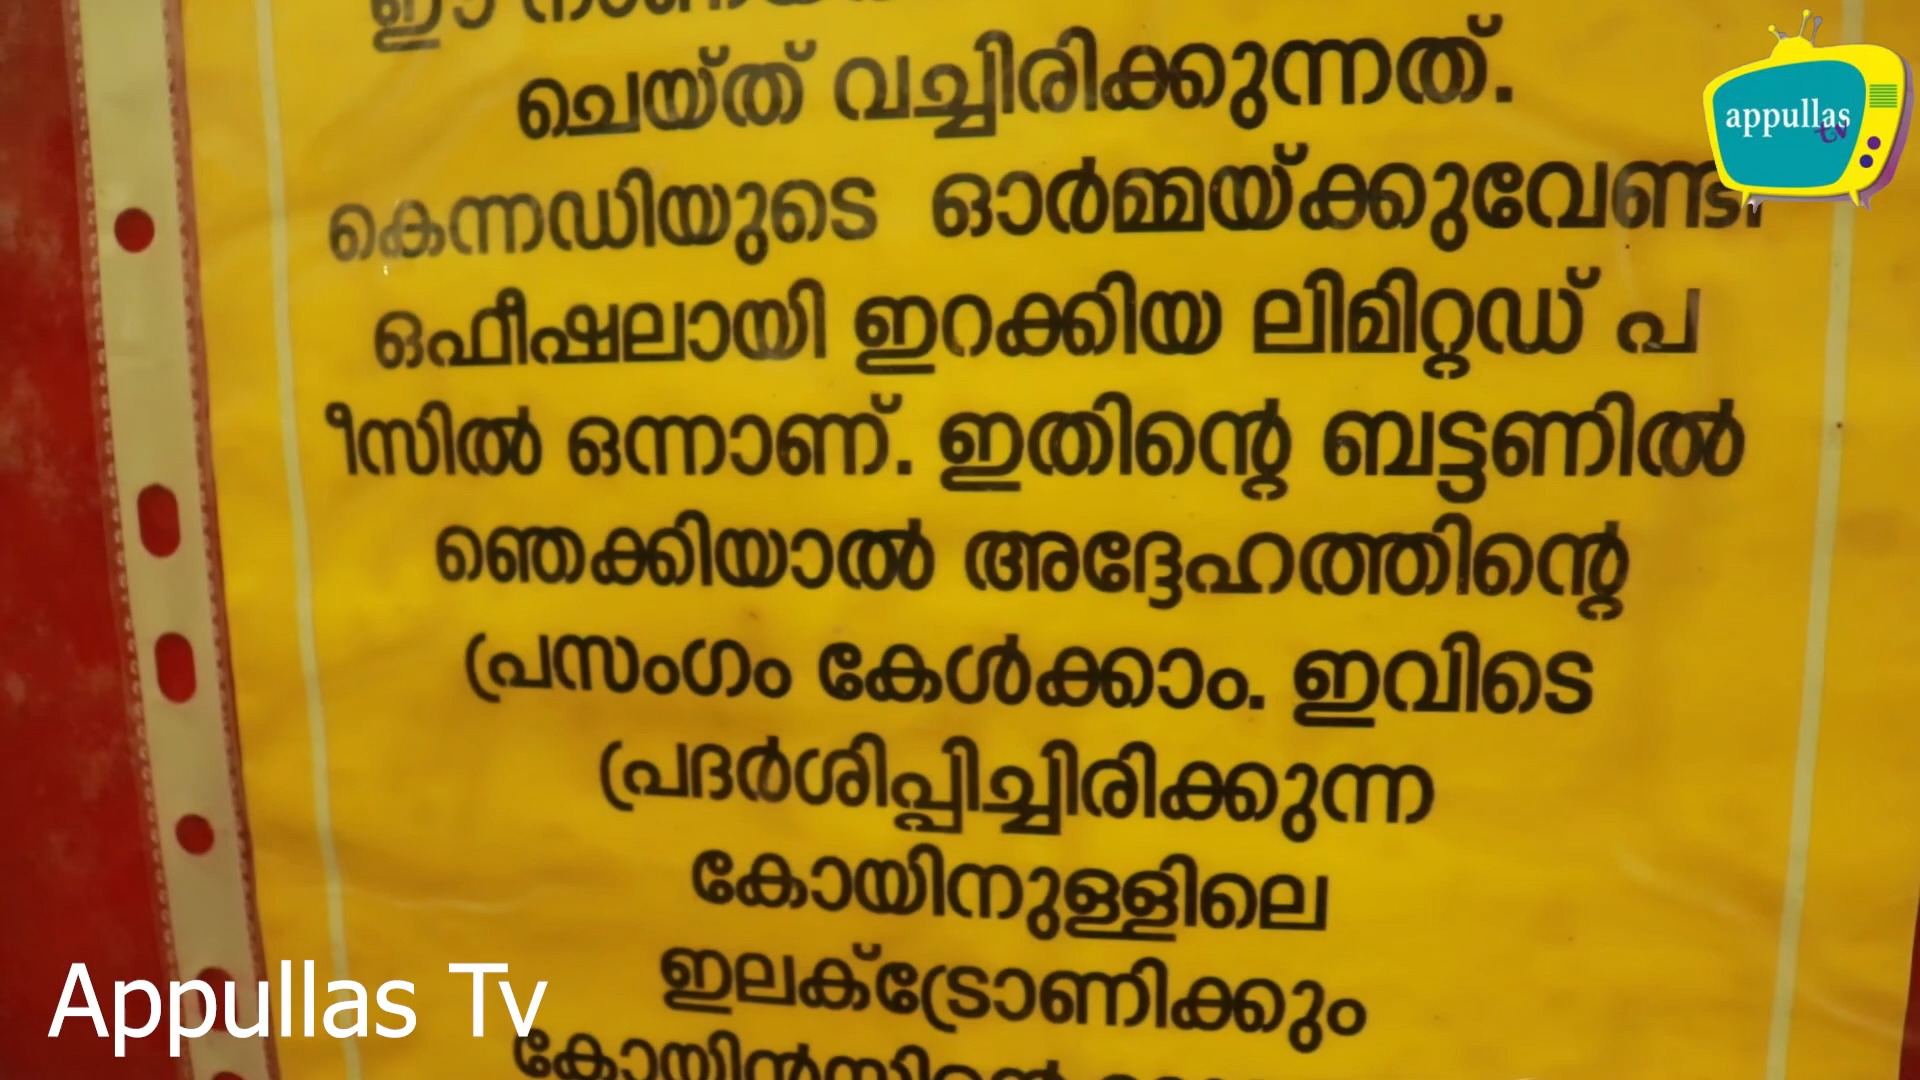 ഈ
ചെയ്ത് വച്ചിരിക്കുന്നത്.
കെന്നഡിയുടെ ഓർമ്മയ്ക്കുവേണ്ടി
ഒഫീഷലായി ഇറക്കിയ ലിമിറ്റഡ് പ
ീസിൽ ഒന്നാണ്. ഇതിന്റെ ബട്ടണിൽ
ഞെക്കിയാൽ അദ്ദേഹത്തിന്റെ
പ്രസംഗം കേൾക്കാം. ഇവിടെ
പ്രദർശിപ്പിച്ചിരിക്കുന്ന
കോയിനുള്ളിലെ
ഇലക്ട്രോണിക്കും
appullas tv
Appullas Tv